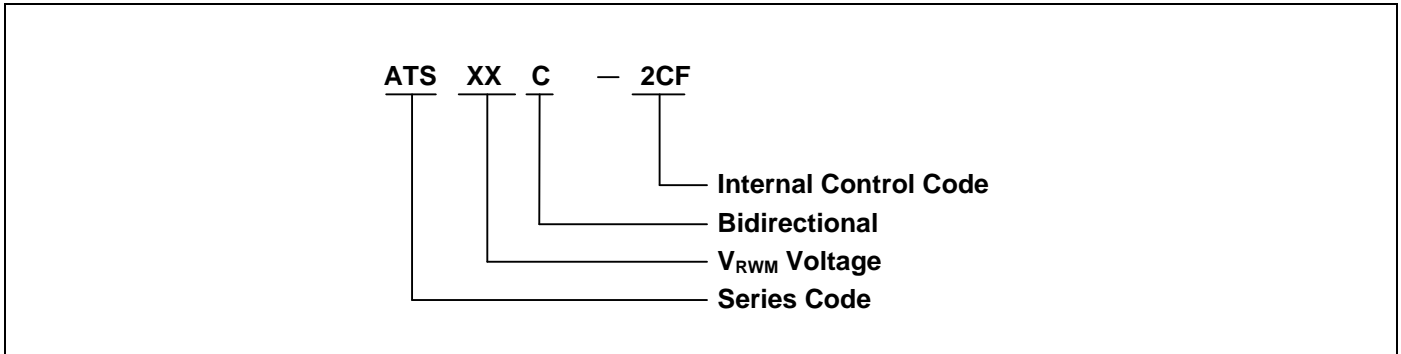 ATS XX C — 2CF
Internal Control Code
Bidirectional
VRWM Voltage
Series Code